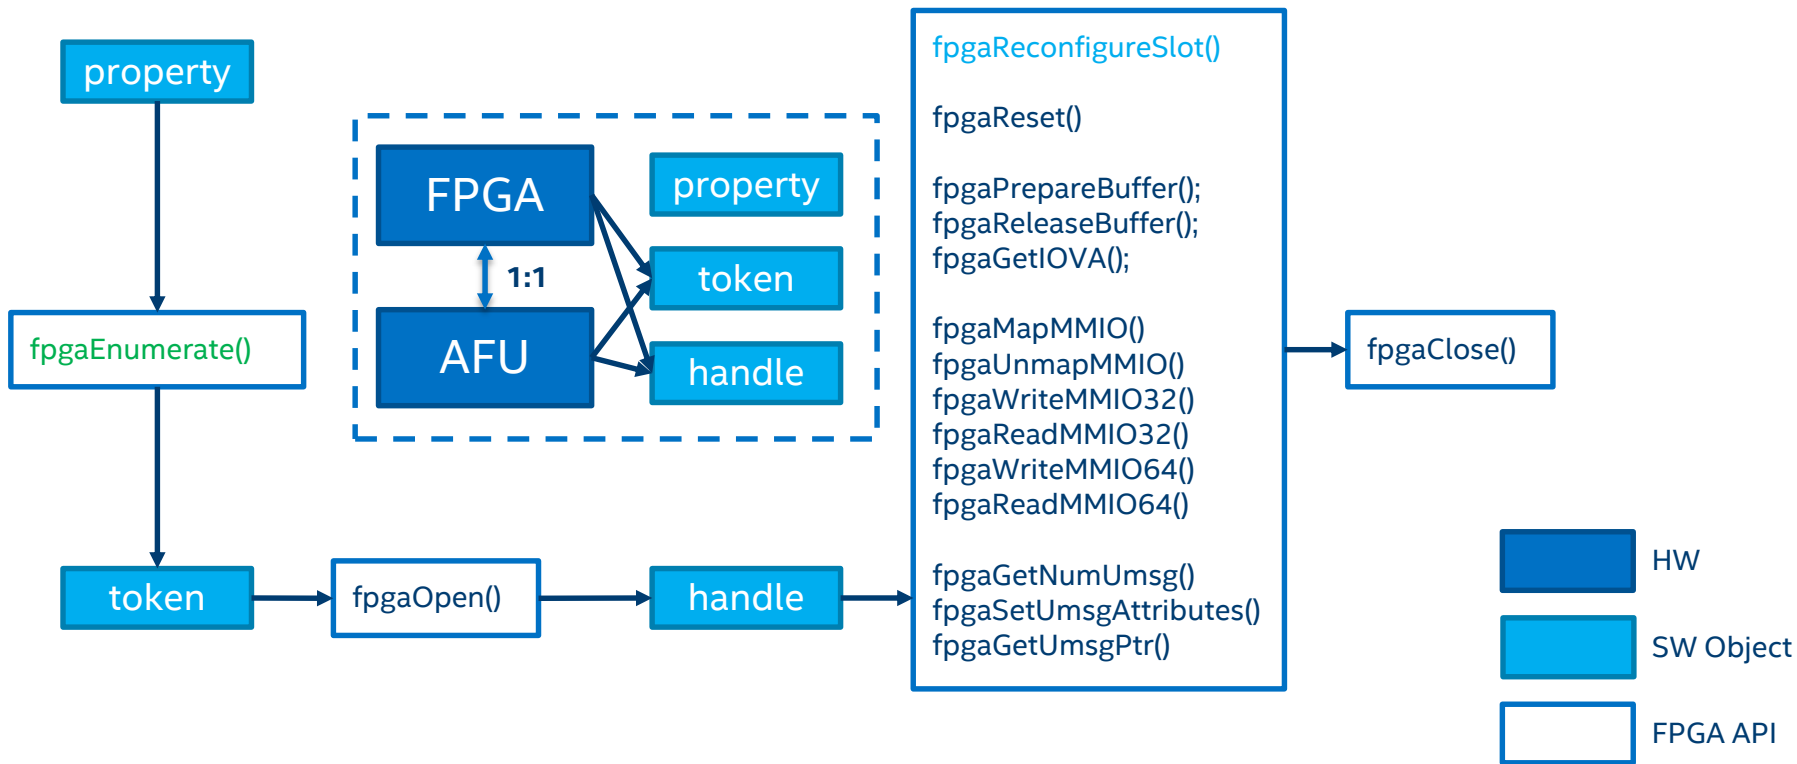 property
fpgaEnumerate()
token
fpgaOpen()
handle
FPGA
1:1
AFU
property
token
handle
fpgaReconfigureSlot()
fpgaReset()
fpgaPrepareBuffer();
fpgaReleaseBuffer();
fpgaGetIOVA();
fpgaMapMMIO()
fpgaUnmapMMIO()
fpgaWriteMMIO32()
fpgaReadMMIO32()
fpgaWriteMMIO64()
fpgaReadMMIO64()
fpgaGetNumUmsg()
fpgaSetUmsgAttributes()
fpgaGetUmsgPtr()
fpgaClose()
HW
SW Object
FPGA API